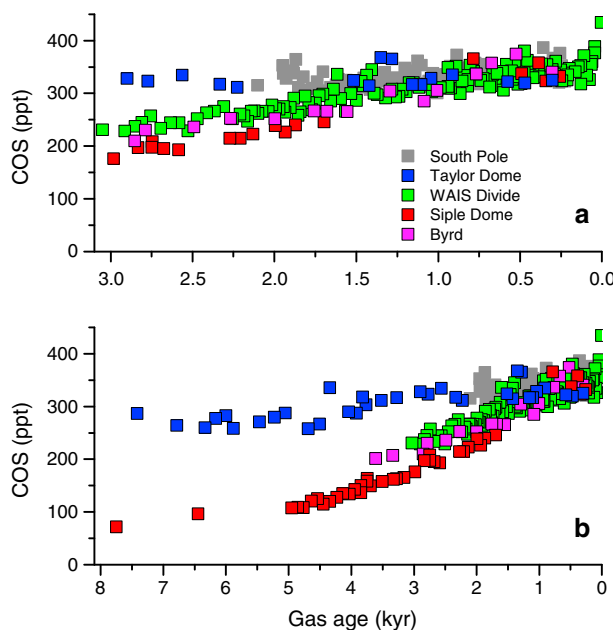 COS (ppt)
400
300
200
100
0
South Pole
Taylor Dome
WAIS Divide
Siple Dome
Byrd
a
3.0 2.5 2.0 1.5 1.0 0.5 0.0
COS (ppt)
400
300
200
100
0
b
8 7 6 5 4 3 2 1 0
Gas age (kyr)